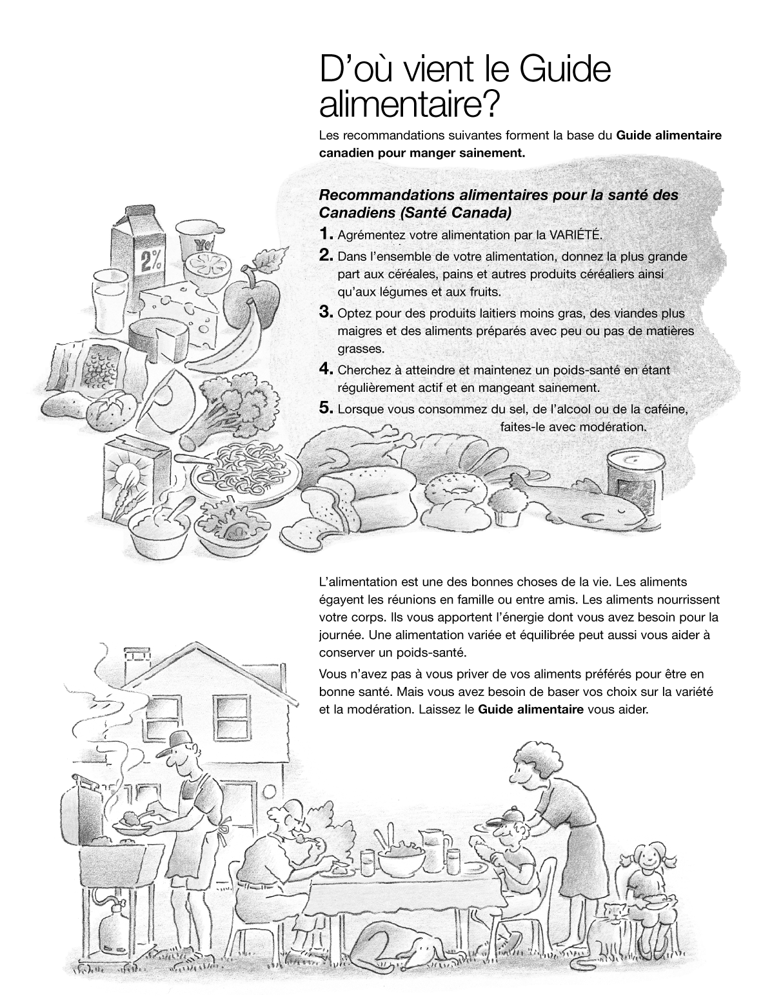 D’où vient le Guide
alimentaire?
Les recommandations suivantes forment la base du Guide alimentaire
canadien pour manger sainement.
Recommandations alimentaires pour la santé des
Canadiens (Santé Canada)
1. Agrémentez votre alimentation par la VARIÉTÉ.
2. Dans l’ensemble de votre alimentation, donnez la plus grande
part aux céréales, pains et autres produits céréaliers ainsi
qu’aux légumes et aux fruits.
3. Optez pour des produits laitiers moins gras, des viandes plus
maigres et des aliments préparés avec peu ou pas de matières
grasses.
4. Cherchez à atteindre et maintenez un poids-santé en étant
régulièrement actif et en mangeant sainement.
5. Lorsque vous consommez du sel, de l’alcool ou de la caféine,
faites-le avec modération.
2%
Yo
L’alimentation est une des bonnes choses de la vie. Les aliments
égayent les réunions en famille ou entre amis. Les aliments nourrissent
votre corps. Ils vous apportent l’énergie dont vous avez besoin pour la
journée. Une alimentation variée et équilibrée peut aussi vous aider à
conserver un poids-santé.
Vous n’avez pas à vous priver de vos aliments préférés pour être en
bonne santé. Mais vous avez besoin de baser vos choix sur la variété
et la modération. Laissez le Guide alimentaire vous aider.